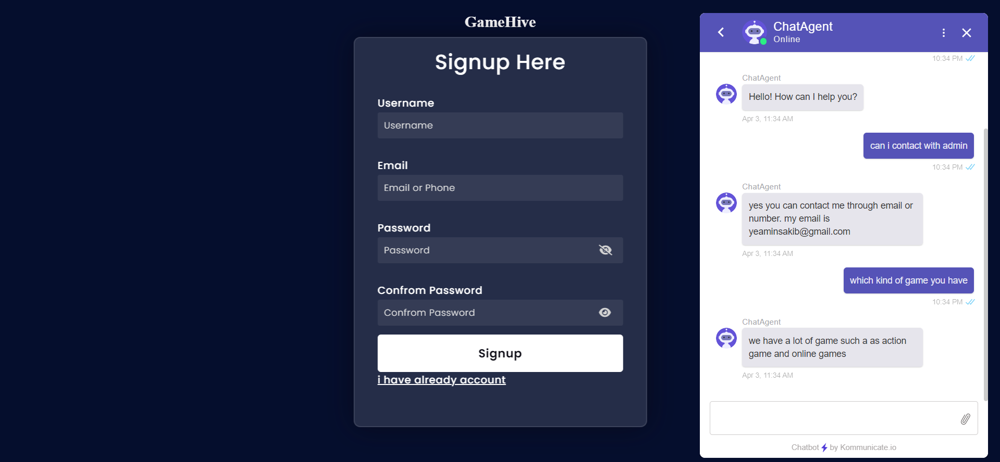 GameHive
Signup Here
Username
Username
Email
Email or Phone
Password
Password
Confrom Password
Confrom Password
Signup
i have already account
ChatAgent
Online
10:34 PM
ChatAgent
Hello! How can I help you?
Apr 3, 11:34 AM
can i contact with admin
10:34 PM
ChatAgent
yes you can contact me through email or
number. my email is
yeaminsakib@gmail.com
Apr 3, 11:34 AM
which kind of game you have
10:34 PM
ChatAgent
we have a lot of game such a as action
game and online games
Apr 3, 11:34 AM
Chatbot by Kommunicate.io